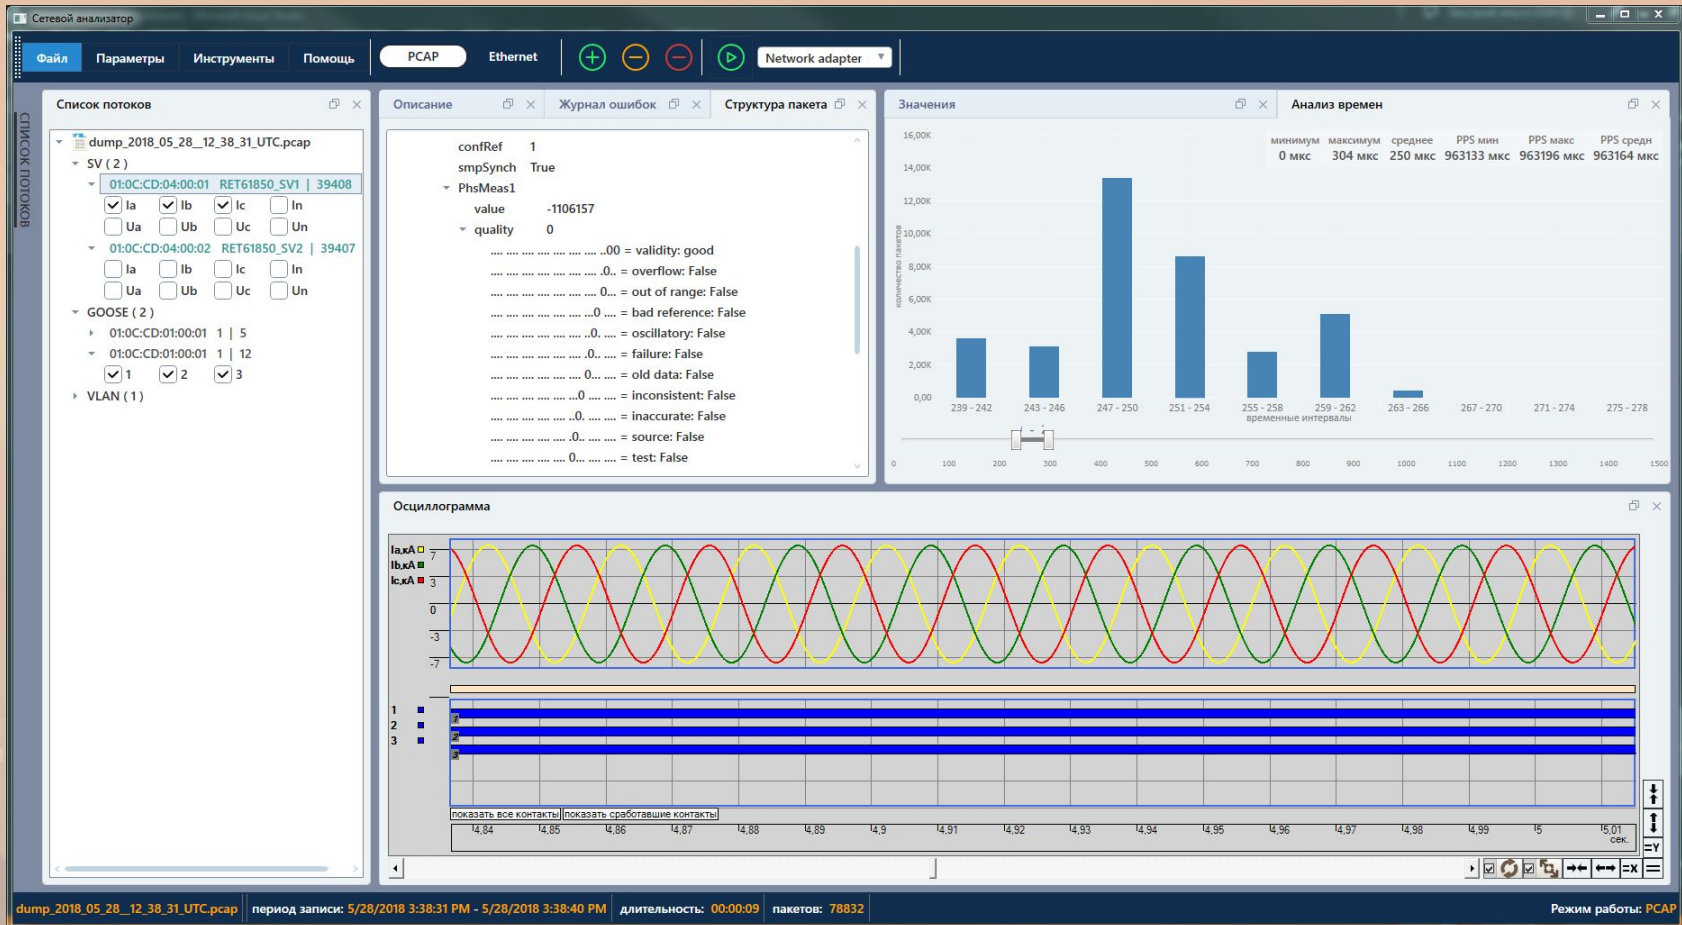 Сетевой анализатор
Файл Параметры Инструменты Помощь PCAP Ethernet Network adapter
СПИСОК ПОТОКОВ
Список потоков
dump_2018_05_28__12_38_31_UTC.pcap
SV ( 2 )
01:0C:CD:04:00:01 RET61850_SV1 | 39408
Ia Ib Ic In
Ua Ub Uc Un
01:0C:CD:04:00:02 RET61850_SV2 | 39407
Ia Ib Ic In
Ua Ub Uc Un
GOOSE ( 2 )
01:0C:CD:01:00:01 1 | 5
01:0C:CD:01:00:01 1 | 12
1 2 3
VLAN ( 1 )
Описание Журнал ошибок Структура пакета
confRef 1
smpSynch True
PhsMeas1
value -1106157
quality 0
.... .... .... .... .... .... .... ..00 = validity: good
.... .... .... .... .... .... .... .0.. = overflow: False
.... .... .... .... .... .... .... 0... = out of range: False
.... .... .... .... .... .... ...0 .... = bad reference: False
.... .... .... .... .... .... ..0. .... = oscillatory: False
.... .... .... .... .... .... .0.. .... = failure: False
.... .... .... .... .... .... 0... .... = old data: False
.... .... .... .... .... ...0 .... .... = inconsistent: False
.... .... .... .... .... ..0. .... .... = inaccurate: False
.... .... .... .... .... .0.. .... .... = source: False
.... .... .... .... .... 0... .... .... = test: False
Значения Анализ времен
минимум максимум среднее PPS мин PPS макс PPS средн
0 мкс 304 мкс 250 мкс 963133 мкс 963196 мкс 963164 мкс
количество пакетов
16,00K
14,00K
12,00K
10,00K
8,00K
6,00K
4,00K
2,00K
0,00
239 - 242 243 - 246 247 - 250 251 - 254 255 - 258 259 - 262 263 - 266 267 - 270 271 - 274 275 - 278
временные интервалы
0 100 200 300 400 500 600 700 800 900 1000 1100 1200 1300 1400 1500
Осциллограмма
Ia,кА 7
Ib,кА
Ic,кА 3
0
-3
-7
1 1
2 2
3 3
показать все контакты показать сработавшие контакты
4,84 4,85 4,86 4,87 4,88 4,89 4,9 4,91 4,92 4,93 4,94 4,95 4,96 4,97 4,98 4,99 5 5,01
сек.
=Y
=X
dump_2018_05_28__12_38_31_UTC.pcap период записи: 5/28/2018 3:38:31 PM - 5/28/2018 3:38:40 PM длительность: 00:00:09 пакетов: 78832 Режим работы: PCAP